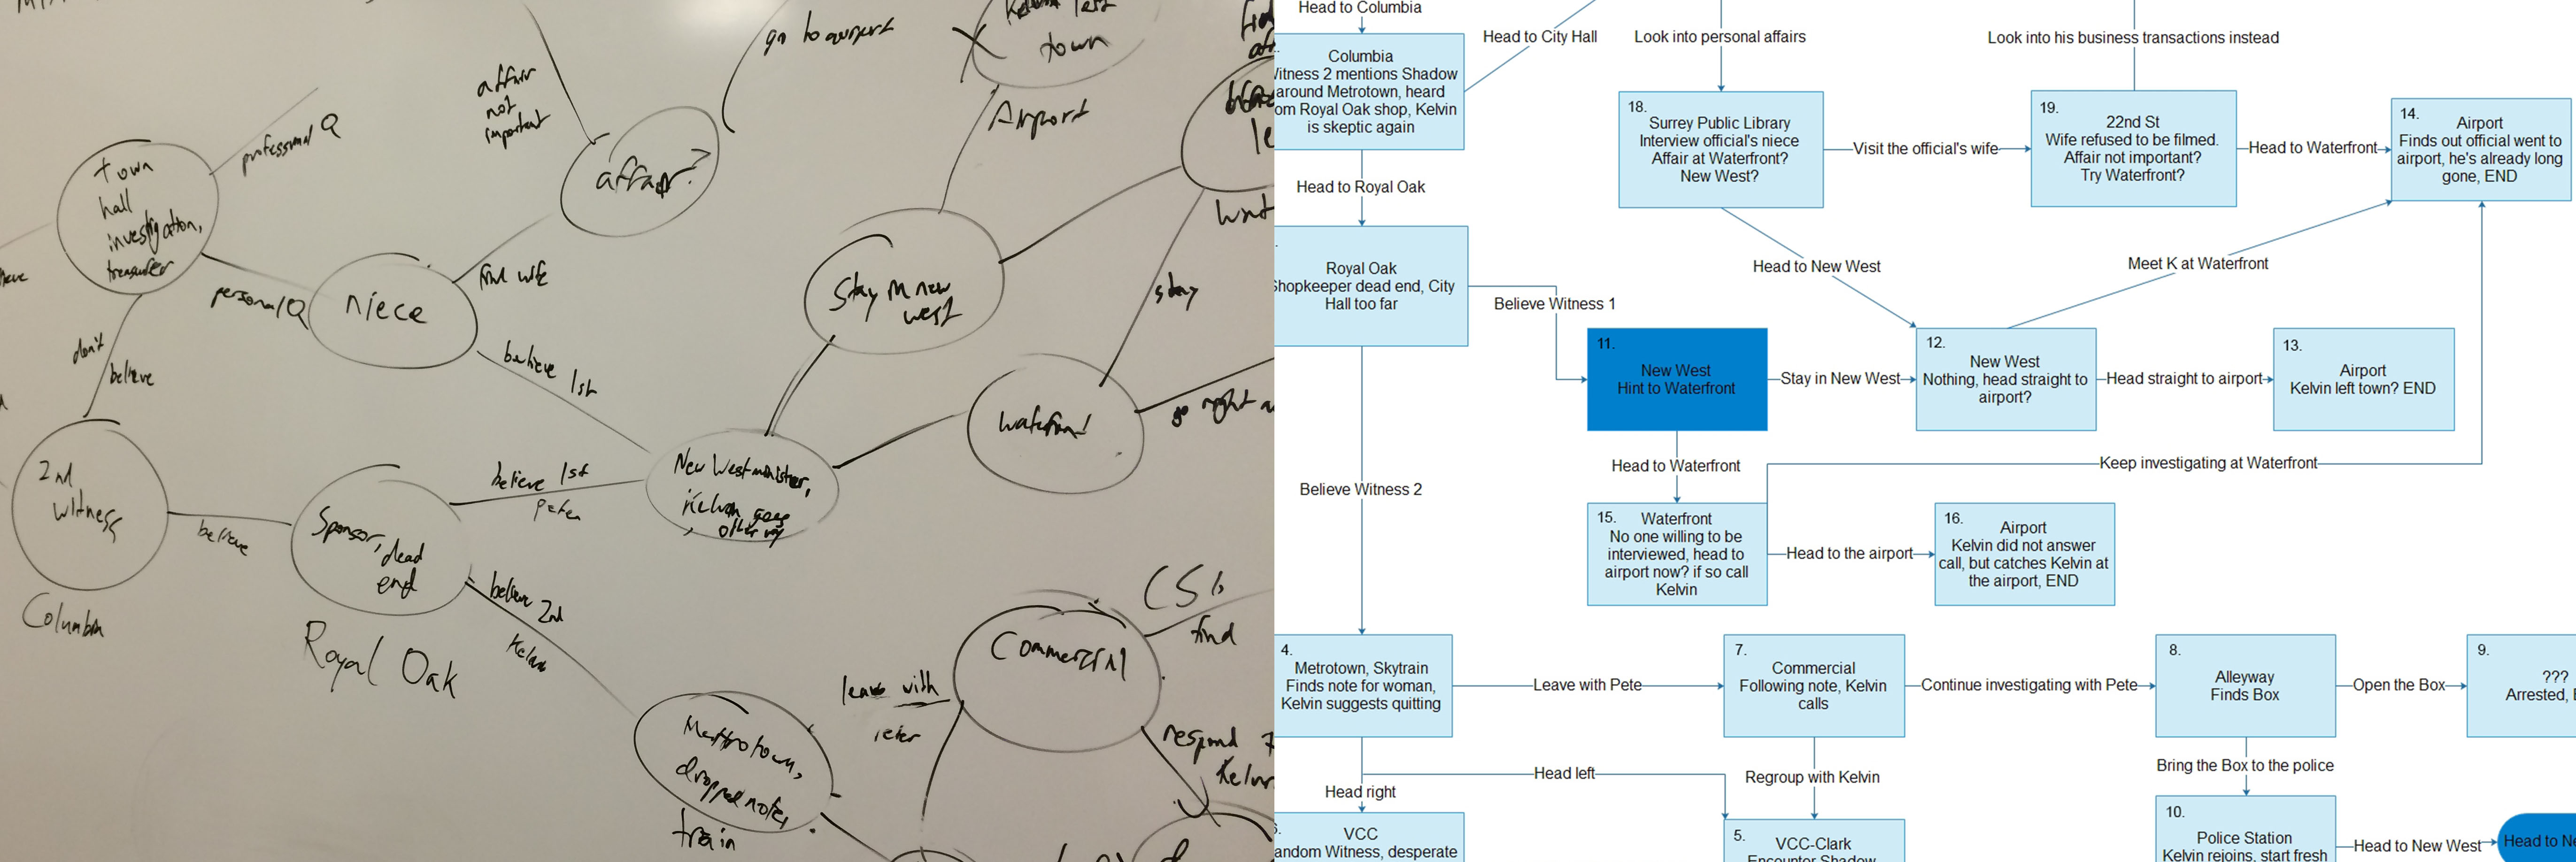 go to airport
town
affair
not
important
professional Q
town
hall
investigation,
treasurer
affair?
Airport
personal Q
niece
find wife
Stay in new
west
stay
don't
believe
believe 1st
2nd
witness
believe
Columbia
Sponsor, dead
end
Royal Oak
believe 1st
peter
believe 2nd
Kelvin
New Westminister,
Kelvin goes
other way
waterfront
go right
Commercial
find
leave with
peter
respond
Kelvin
Metrotown,
dropped note,
train
Head to Columbia
Columbia
itness 2 mentions Shadow
around Metrotown, heard
om Royal Oak shop, Kelvin
is skeptic again
Head to City Hall
Look into personal affairs
Look into his business transactions instead
Head to Royal Oak
Royal Oak
Shopkeeper dead end, City
Hall too far
Believe Witness 1
Believe Witness 2
18.
Surrey Public Library
Interview official's niece
Affair at Waterfront?
New West?
Visit the official's wife
19.
22nd St
Wife refused to be filmed.
Affair not important?
Try Waterfront?
Head to Waterfront
14.
Airport
Finds out official went to
airport, he's already long
gone, END
Head to New West
Meet K at Waterfront
11.
New West
Hint to Waterfront
Stay in New West
12.
New West
Nothing, head straight to
airport?
Head straight to airport
13.
Airport
Kelvin left town? END
Head to Waterfront
Keep investigating at Waterfront
15.
Waterfront
No one willing to be
interviewed, head to
airport now? if so call
Kelvin
Head to the airport
16.
Airport
Kelvin did not answer
call, but catches Kelvin at
the airport, END
4.
Metrotown, Skytrain
Finds note for woman,
Kelvin suggests quitting
Leave with Pete
7.
Commercial
Following note, Kelvin
calls
Continue investigating with Pete
8.
Alleyway
Finds Box
Open the Box
9.
???
Arrested,
Head left
Head right
Regroup with Kelvin
Bring the Box to the police
VCC
andom Witness, desperate
5.
VCC-Clark
Encounter Shadow
10.
Police Station
Kelvin rejoins, start fresh
Head to New West
Head to Ne